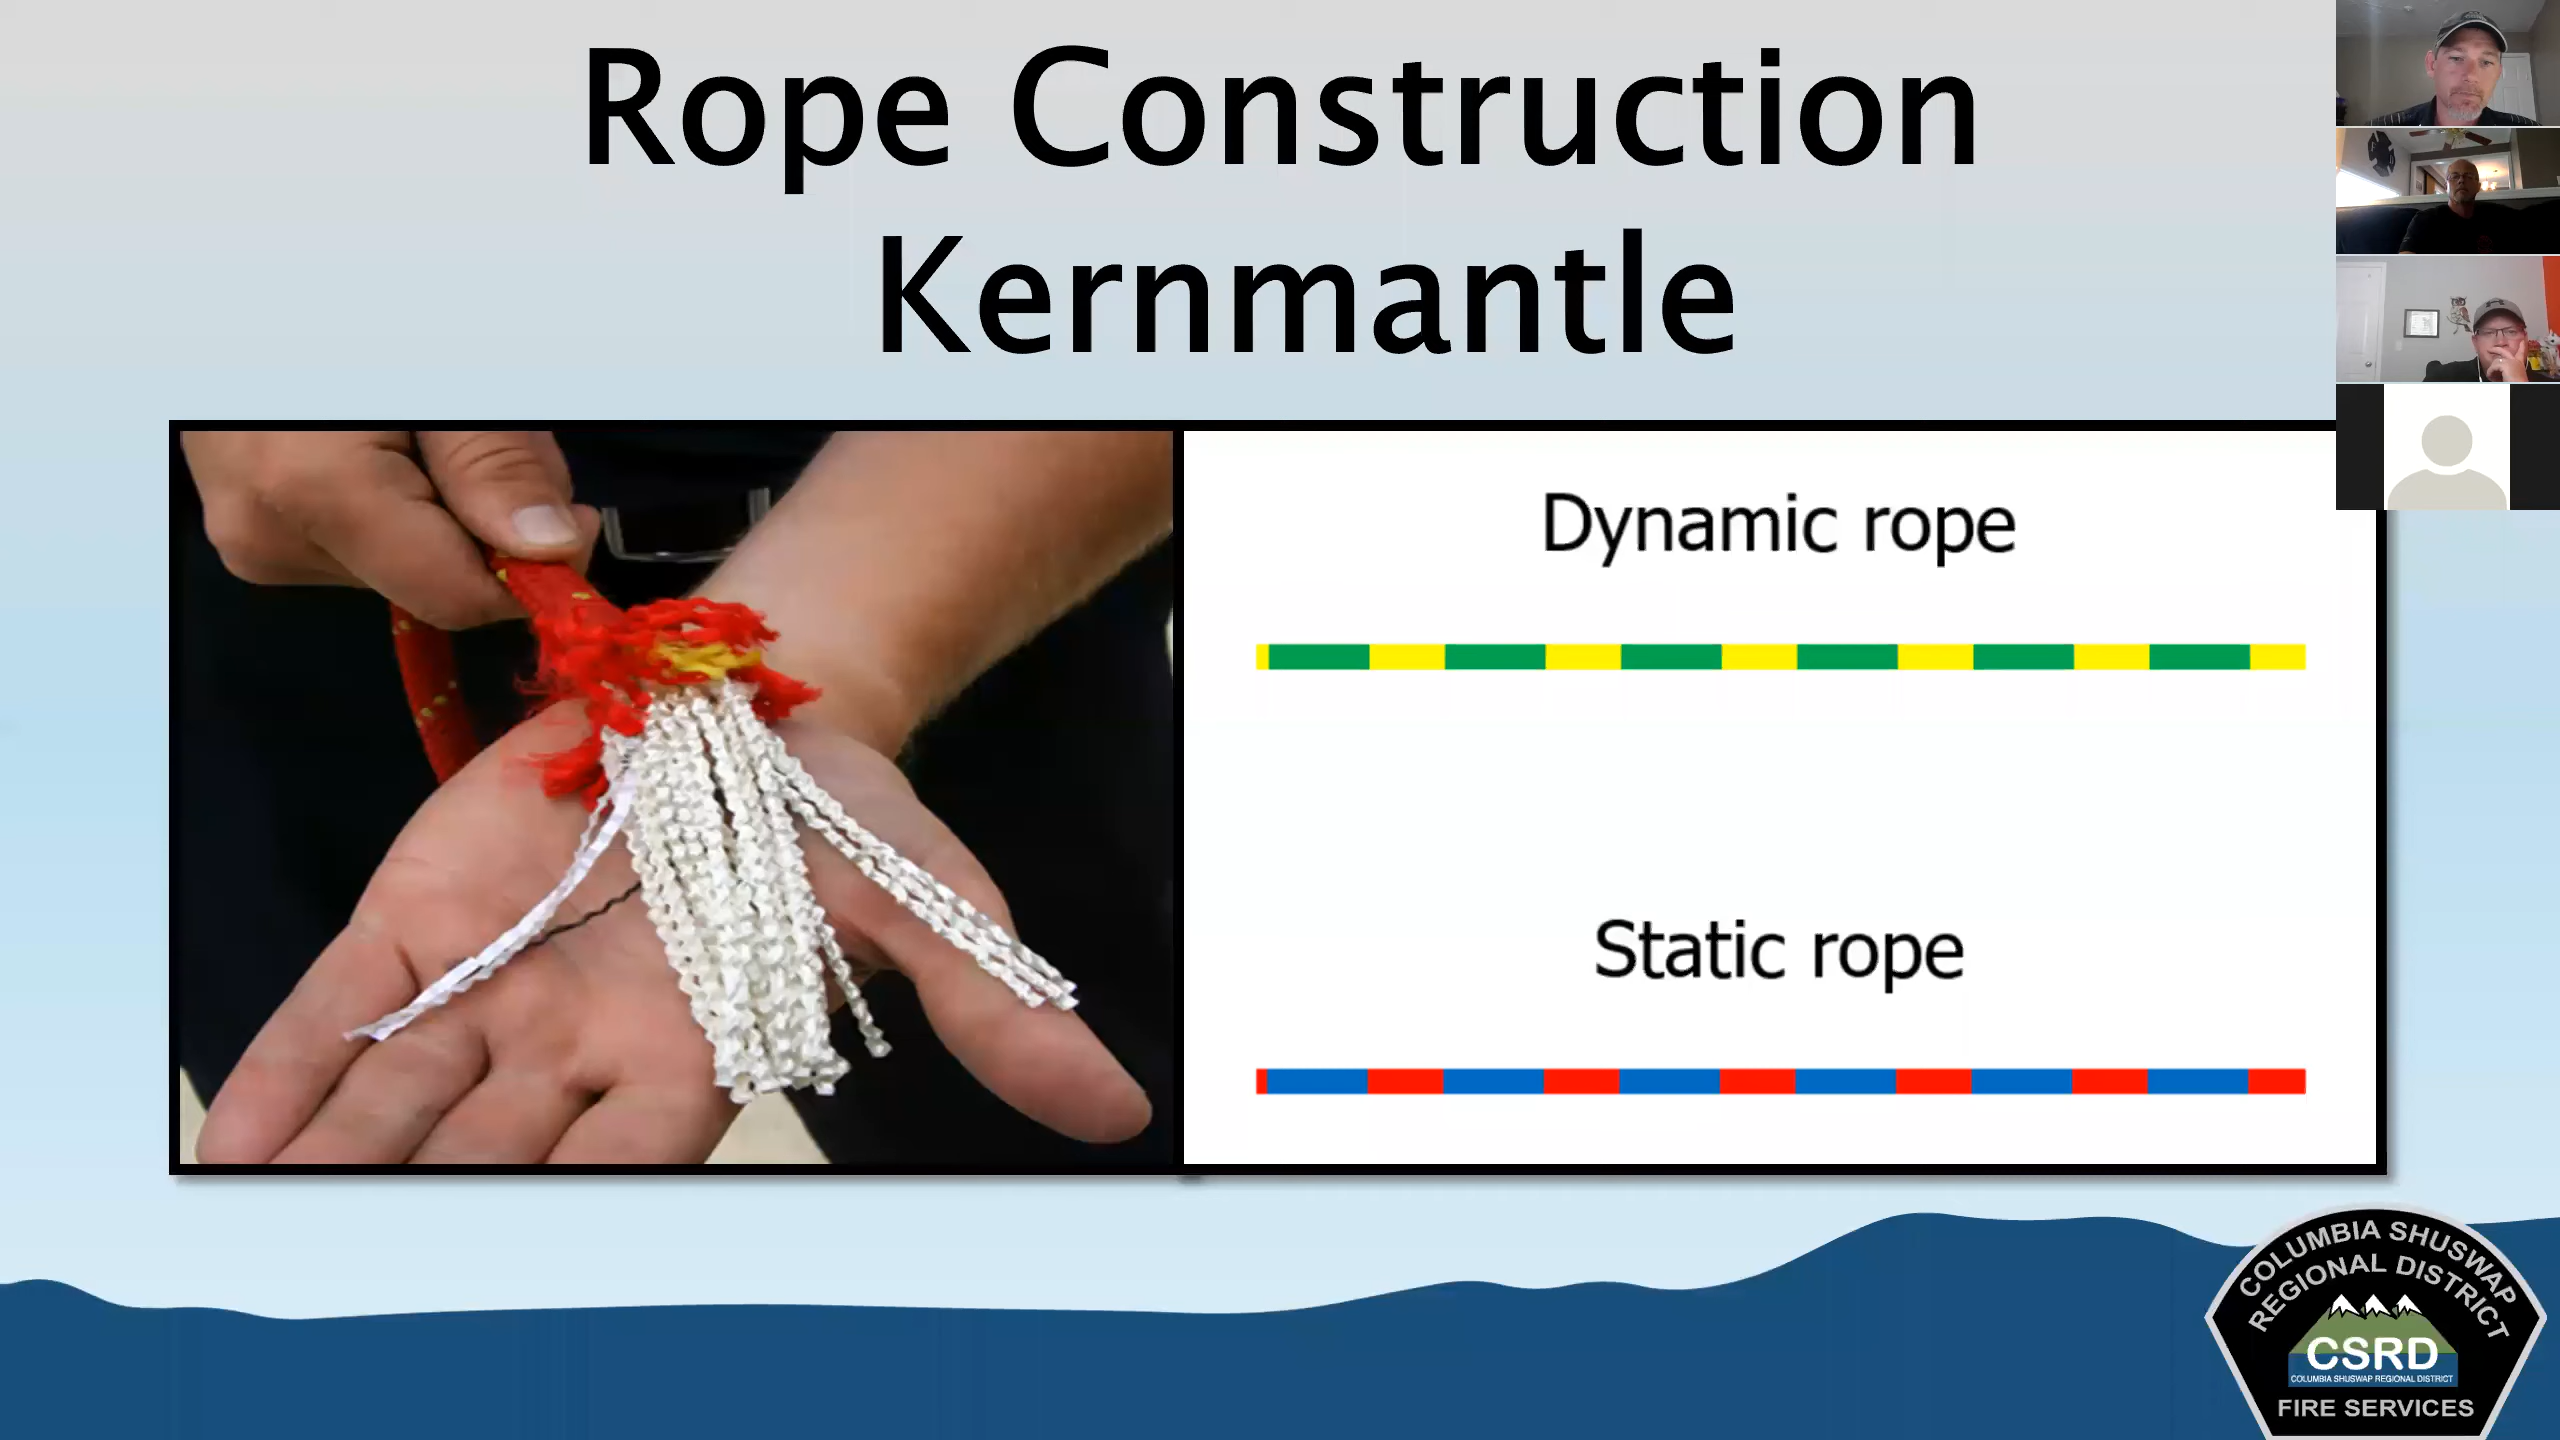 Rope Construction
Kernmantle
Dynamic rope
Static rope
COLUMBIA SHUSWAP
REGIONAL DISTRICT
CSRD
COLUMBIA SHUSWAP REGIONAL DISTRICT
FIRE SERVICES